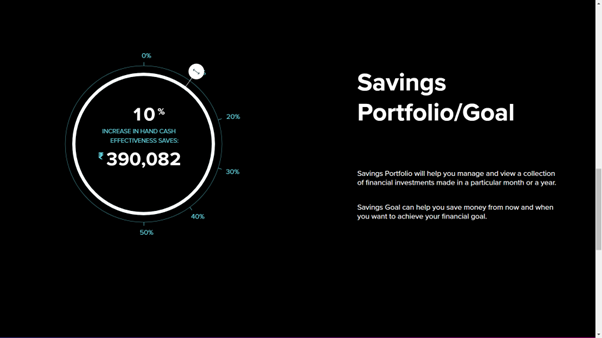 0%
10 %
INCREASE IN HAND CASH
EFFECTIVENESS SAVES:
₹ 390,082
20%
30%
40%
50%
Savings
Portfolio/Goal
Savings Portfolio will help you manage and view a collection
of financial investments made in a particular month or a year.
Savings Goal can help you save money from now and when
you want to achieve your financial goal.